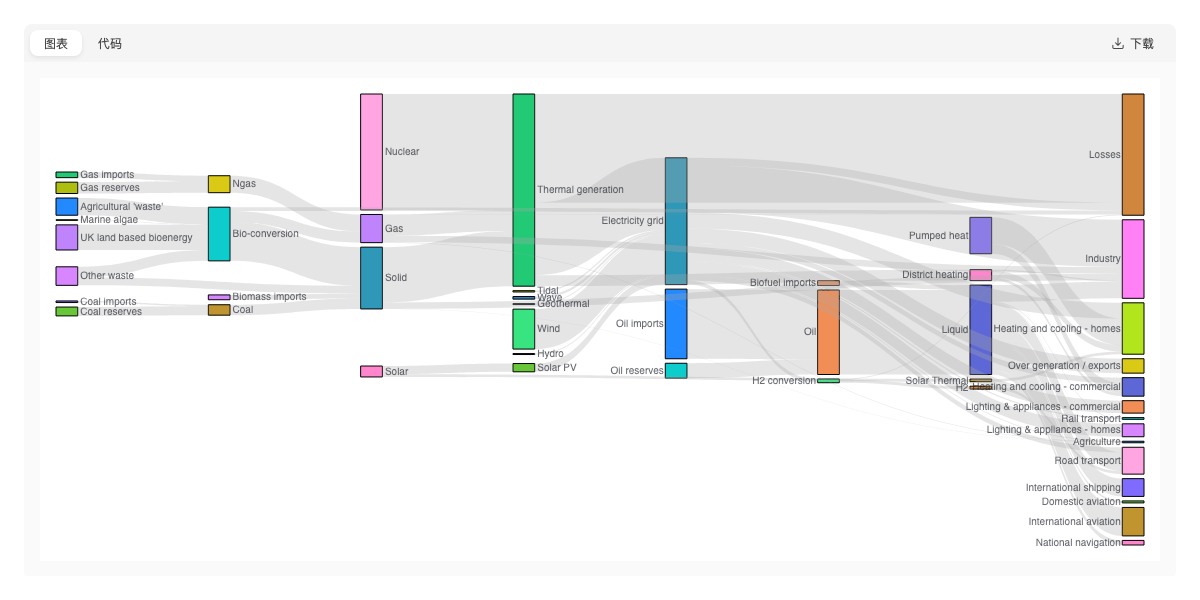 图表
代码
下载
Gas imports
Gas reserves
Agricultural 'waste'
Marine algae
UK land based bioenergy
Other waste
Coal imports
Coal reserves
Ngas
Bio-conversion
Biomass imports
Coal
Nuclear
Gas
Solid
Solar
Thermal generation
Tidal
Wave
Geothermal
Wind
Hydro
Solar PV
Electricity grid
Oil imports
Oil reserves
Biofuel imports
Oil
H2 conversion
Pumped heat
District heating
Liquid
Solar Thermal
H2
Losses
Industry
Heating and cooling - homes
Over generation / exports
Heating and cooling - commercial
Lighting & appliances - commercial
Rail transport
Lighting & appliances - homes
Agriculture
Road transport
International shipping
Domestic aviation
International aviation
National navigation